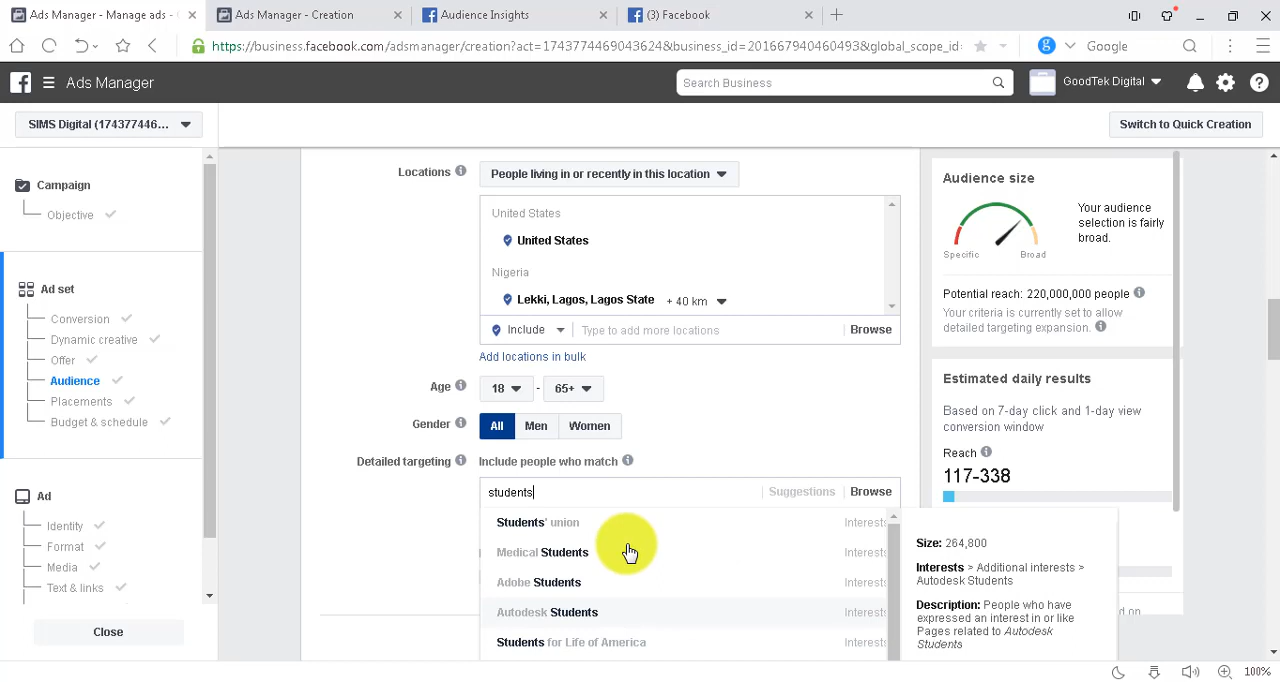 Ads Manager - Manage ads -
Ads Manager - Creation
Audience Insights
(3) Facebook
https://business.facebook.com/adsmanager/creation?act=1743774469043624&business_id=201667940460493&global_scope_id=
Google
Ads Manager
Search Business
GoodTek Digital
SIMS Digital (174377446...
Switch to Quick Creation
Campaign
Objective
Ad set
Conversion
Dynamic creative
Offer
Audience
Placements
Budget & schedule
Ad
Identity
Format
Media
Text & links
Close
Locations
People living in or recently in this location
United States
United States
Nigeria
Lekki, Lagos, Lagos State + 40 km
Include
Type to add more locations
Browse
Add locations in bulk
Age
18 - 65+
Gender
All Men Women
Detailed targeting
Include people who match
students
Suggestions
Browse
Students' union Interests
Medical Students Interests
Adobe Students Interests
Autodesk Students Interests
Students for Life of America Interests
Size: 264,800
Interests > Additional interests >
Autodesk Students
Description: People who have
expressed an interest in or like
Pages related to Autodesk
Students
Audience size
Specific Broad
Your audience
selection is fairly
broad.
Potential reach: 220,000,000 people
Your criteria is currently set to allow
detailed targeting expansion.
Estimated daily results
Based on 7-day click and 1-day view
conversion window
Reach
117-338
100%